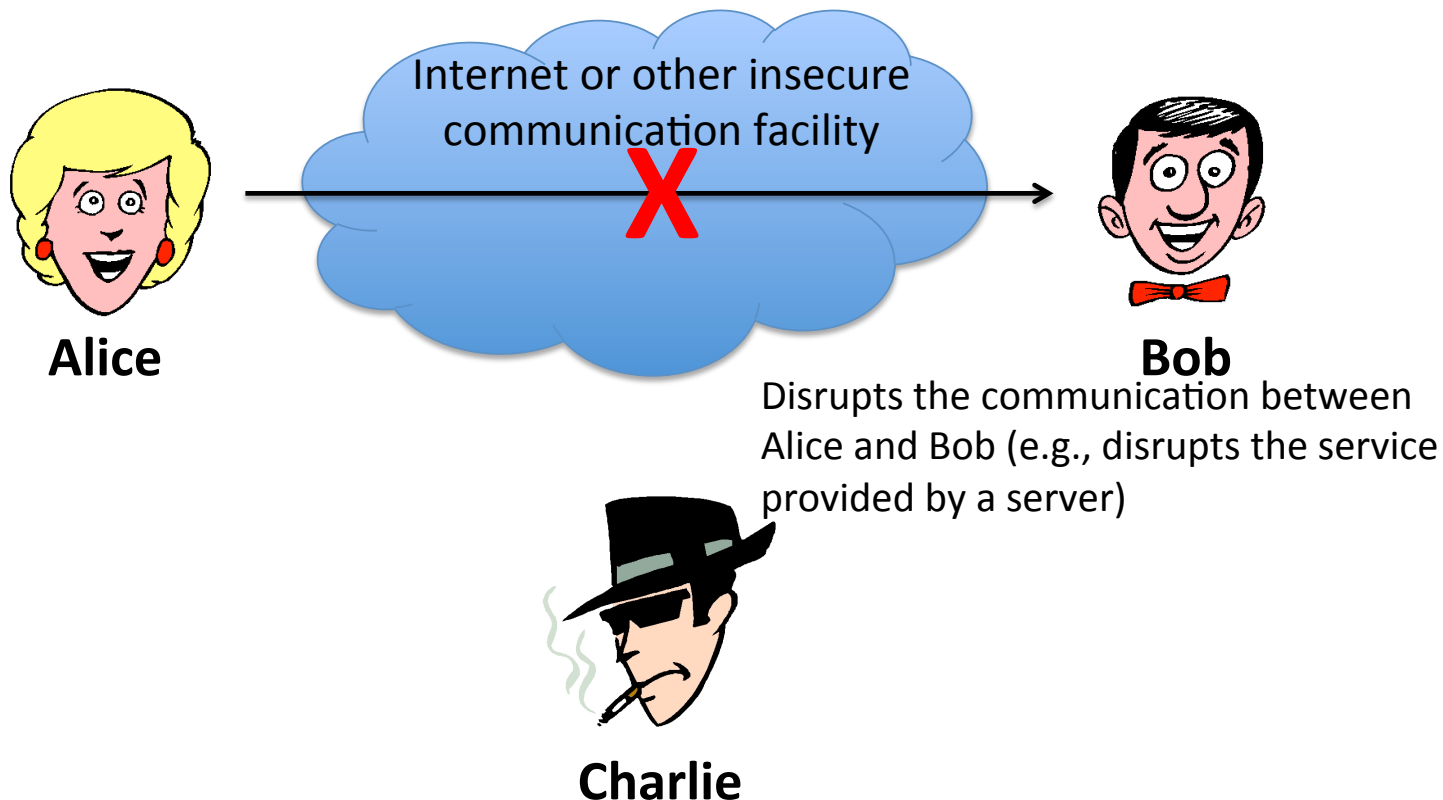 Internet or other insecure
communication facility
X
Alice
Bob
Disrupts the communication between
Alice and Bob (e.g., disrupts the service
provided by a server)
Charlie